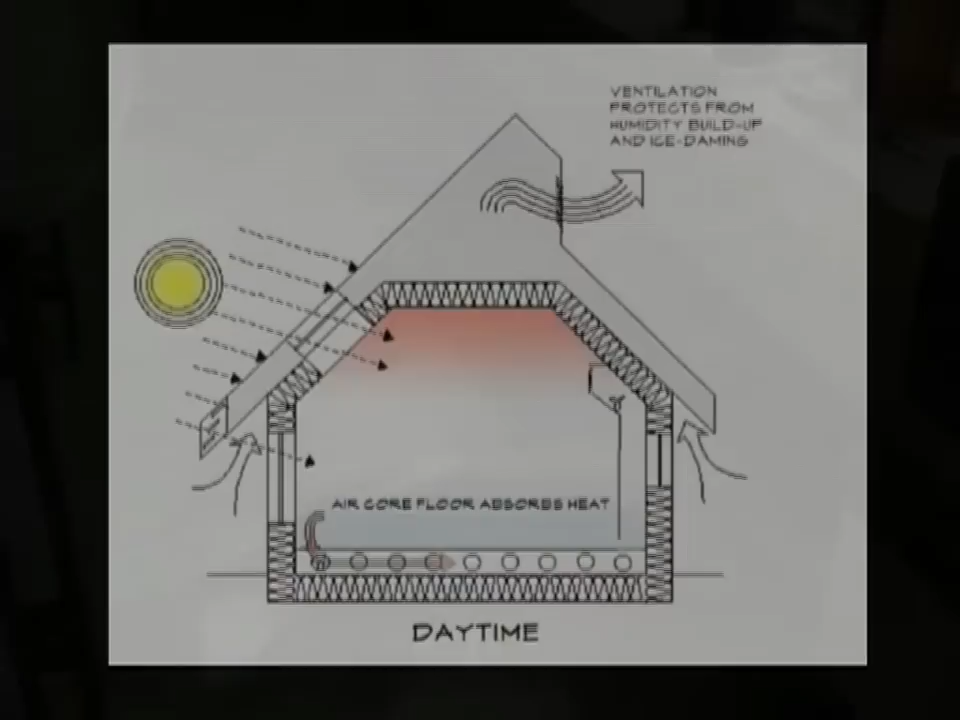 VENTILATION
PROTECTS FROM
HUMIDITY BUILD-UP
AND ICE-DAMING
AIR CORE FLOOR ABSORBS HEAT
DAYTIME